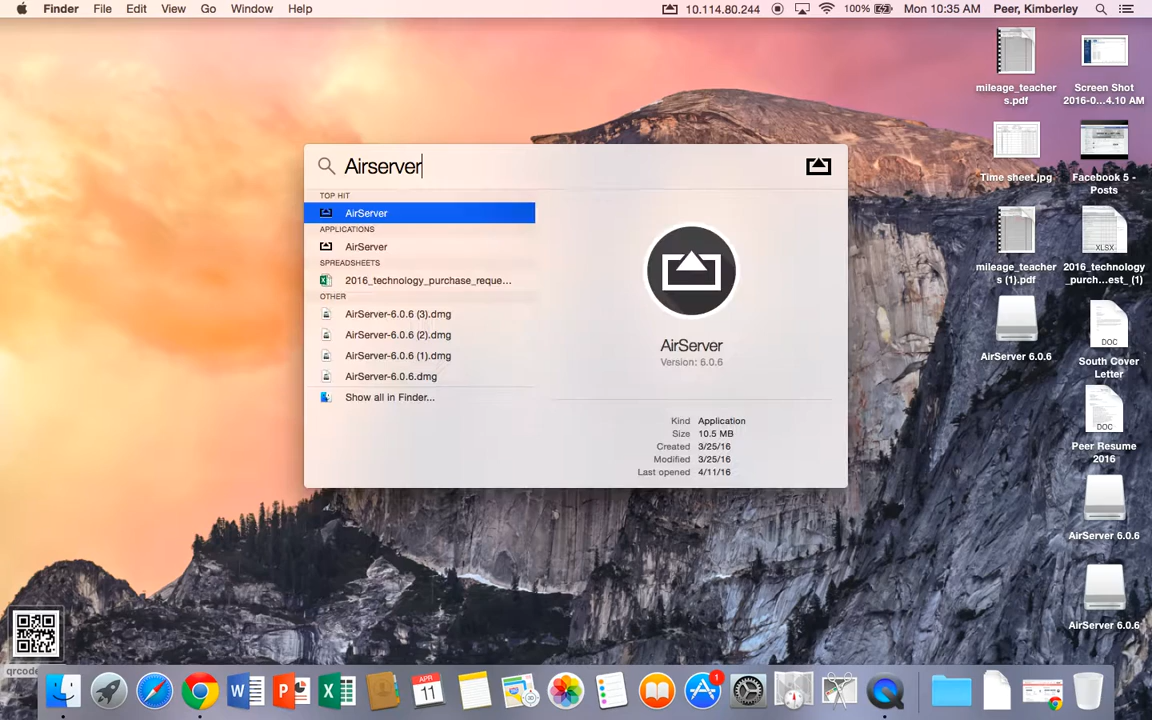 Finder File Edit View Go Window Help 10.114.80.244 100% Mon 10:35 AM Peer, Kimberley
mileage_teacher
s.pdf
Screen Shot
2016-0...4.10 AM
Time sheet.jpg
Facebook 5 -
Posts
mileage_teacher
s (1).pdf
XLSX
2016_technology
_purch...est_ (1)
AirServer 6.0.6
DOC
South Cover
Letter
DOC
Peer Resume
2016
AirServer 6.0.6
AirServer 6.0.6
Airserver
TOP HIT
AirServer
APPLICATIONS
AirServer
SPREADSHEETS
2016_technology_purchase_reque...
OTHER
AirServer-6.0.6 (3).dmg
AirServer-6.0.6 (2).dmg
AirServer-6.0.6 (1).dmg
AirServer-6.0.6.dmg
Show all in Finder...
AirServer
Version: 6.0.6
Kind Application
Size 10.5 MB
Created 3/25/16
Modified 3/25/16
Last opened 4/11/16
qrcode
APR
11
1